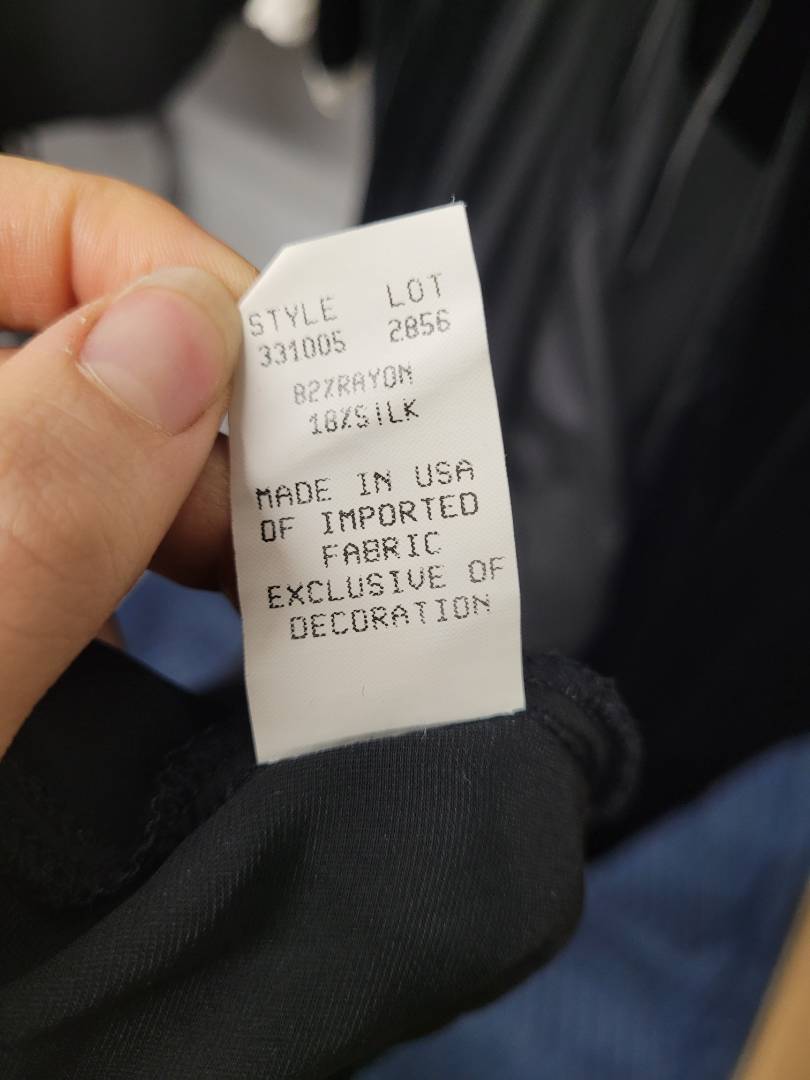 STYLE LOT
331005 2856
82%RAYON
18%SILK
MADE IN USA
OF IMPORTED
FABRIC
EXCLUSIVE OF
DECORATION